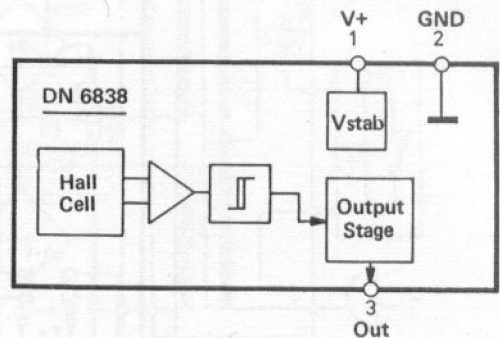 V+
1
GND
2
DN 6838
Vstab
Hall
Cell
Output
Stage
3
Out